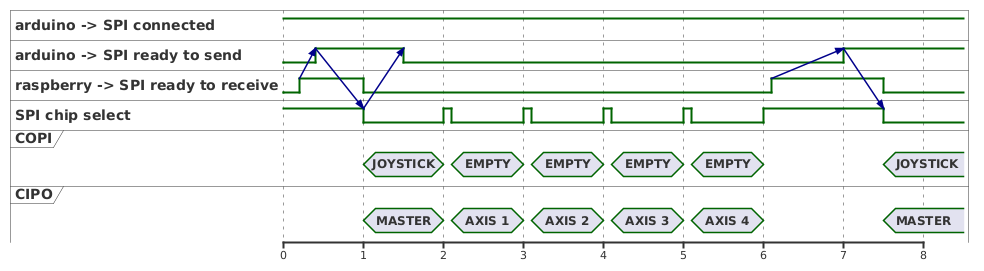 arduino -> SPI connected
arduino -> SPI ready to send
raspberry -> SPI ready to receive
SPI chip select
COPI
JOYSTICK EMPTY EMPTY EMPTY EMPTY JOYSTICK
CIPO
MASTER AXIS 1 AXIS 2 AXIS 3 AXIS 4 MASTER
0 1 2 3 4 5 6 7 8